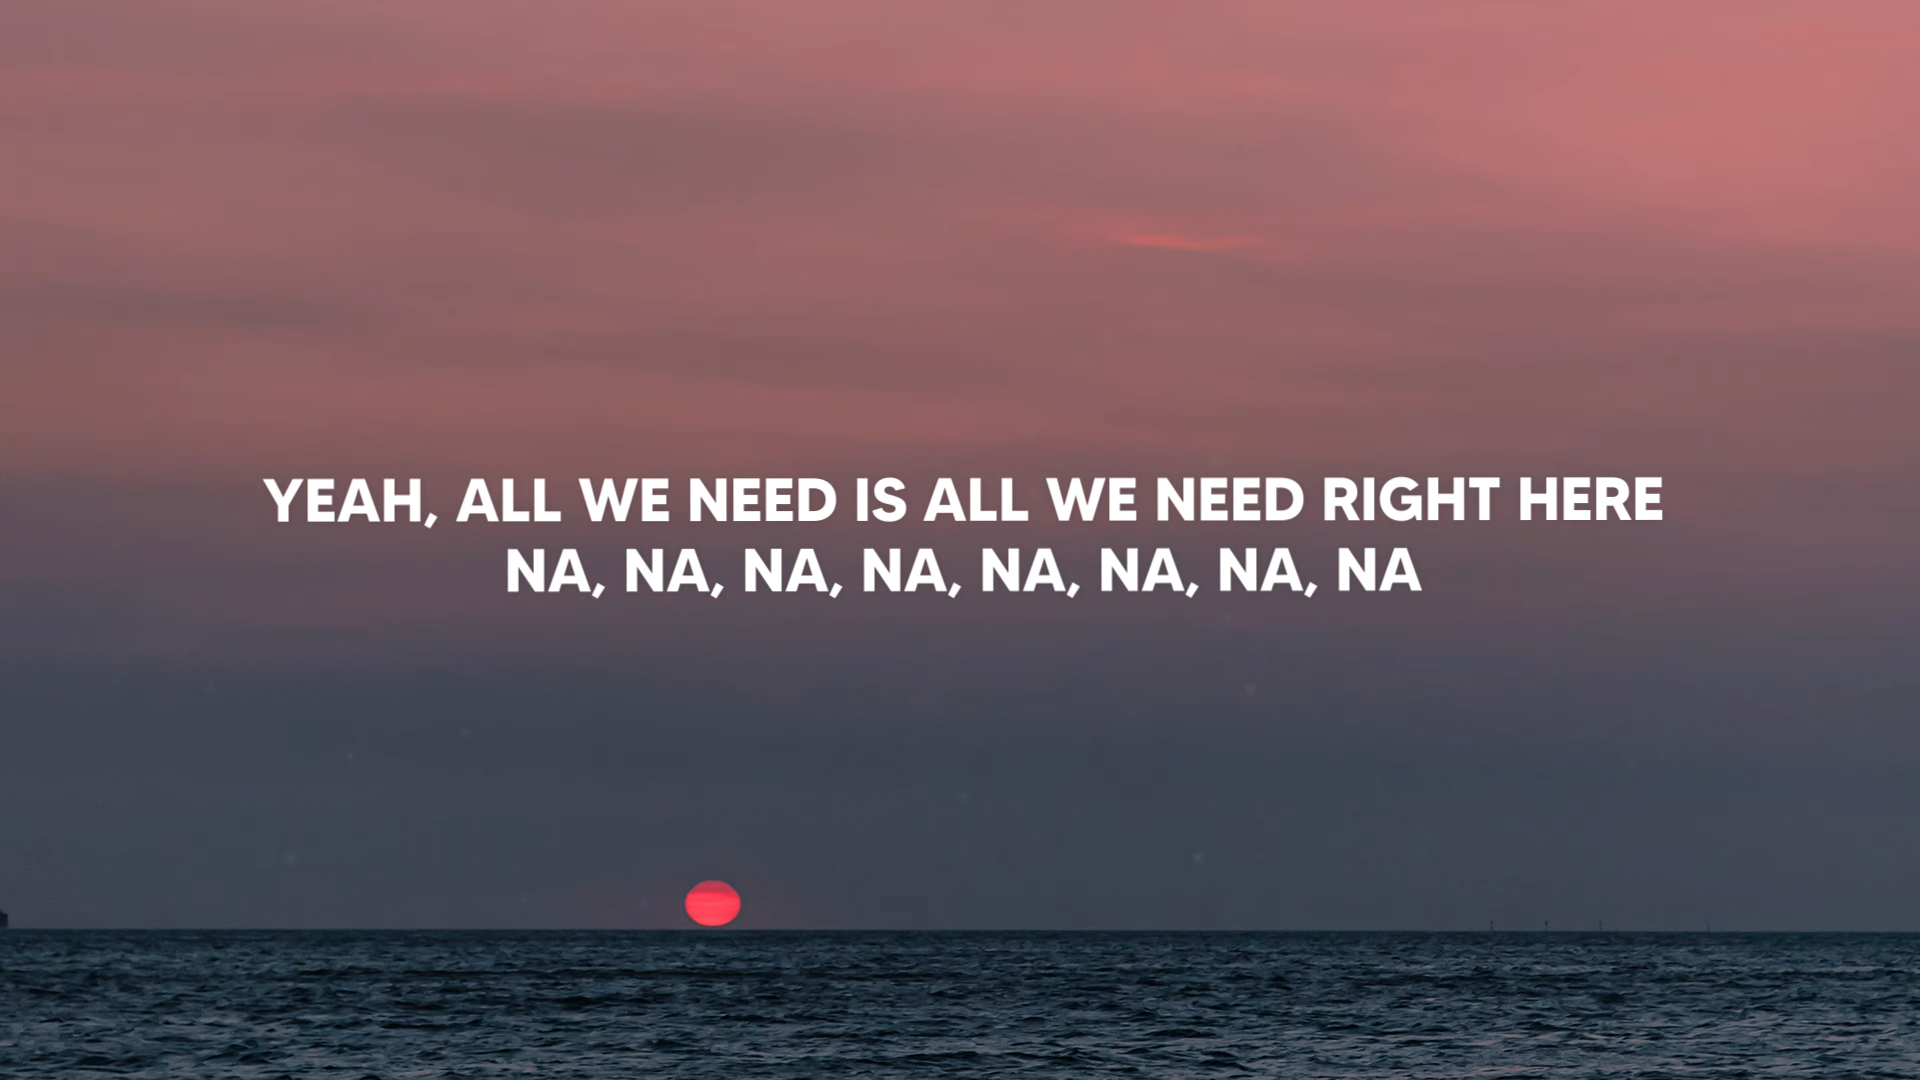 YEAH, ALL WE NEED IS ALL WE NEED RIGHT HERE
NA, NA, NA, NA, NA, NA, NA, NA